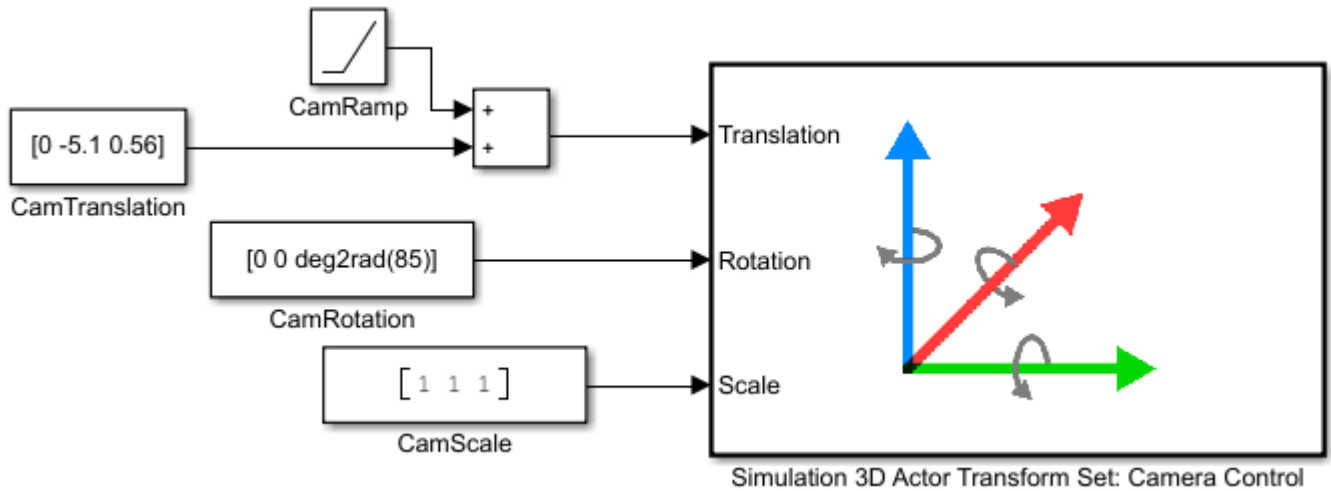 CamRamp
+
+
[0 -5.1 0.56]
CamTranslation
Translation
[0 0 deg2rad(85)]
CamRotation
Rotation
[1 1 1]
CamScale
Scale
Simulation 3D Actor Transform Set: Camera Control